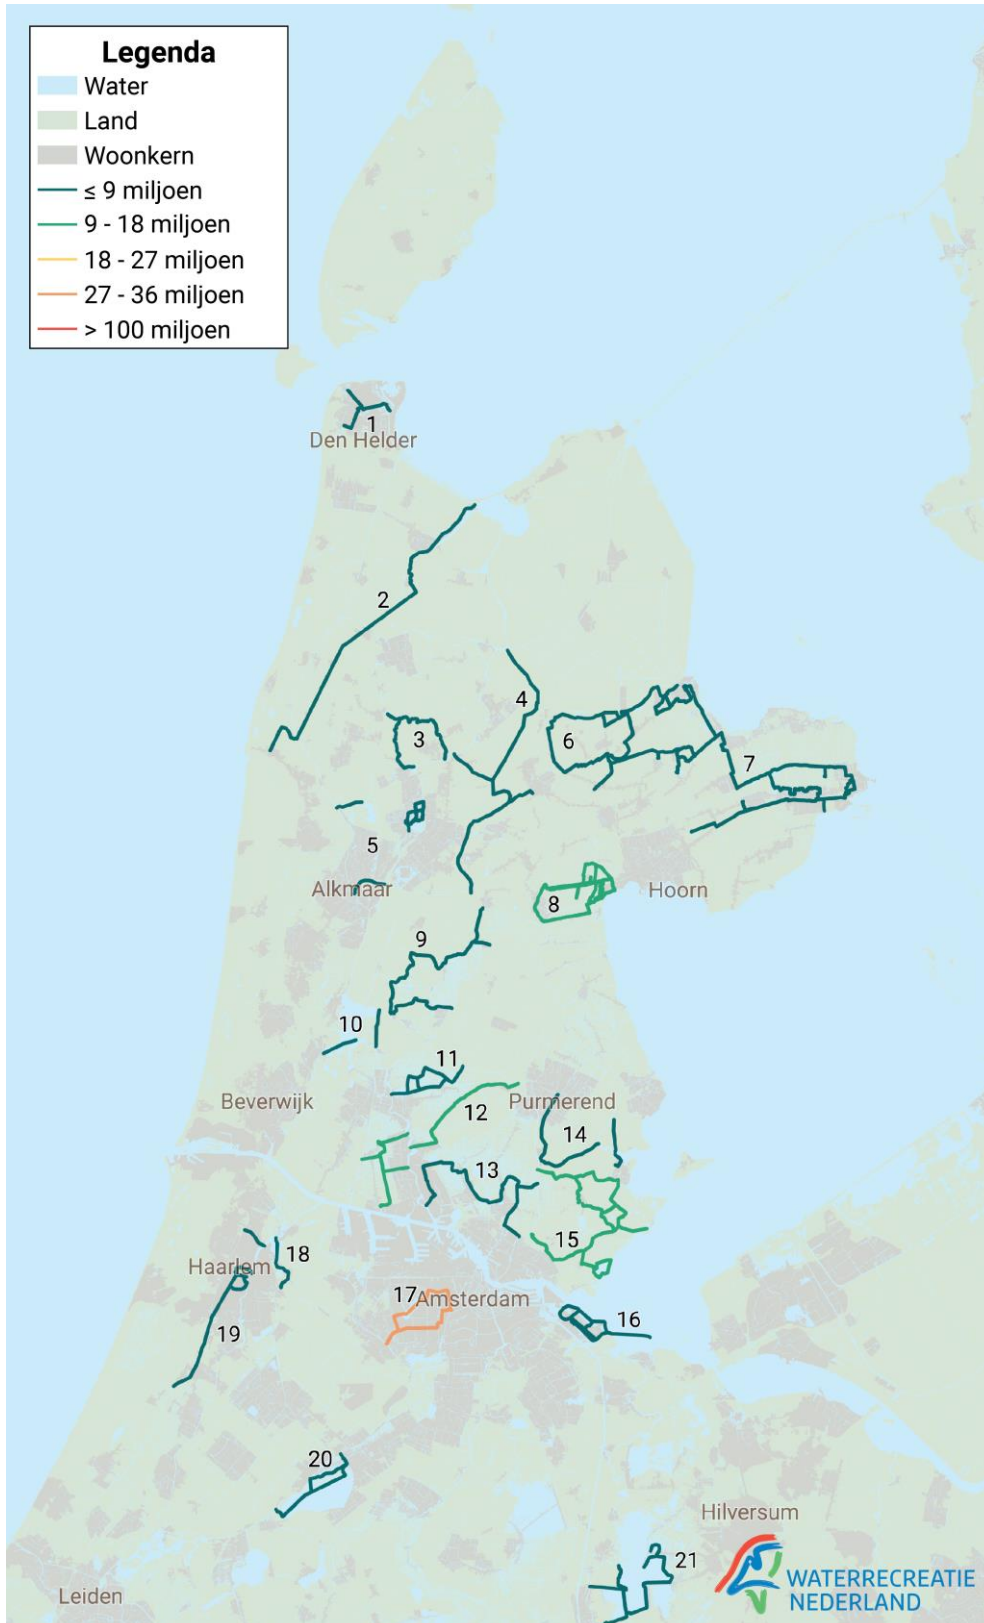 Legenda
Water
Land
Woonkern
≤ 9 miljoen
9 - 18 miljoen
18 - 27 miljoen
27 - 36 miljoen
> 100 miljoen
1
Den Helder
2
4
3
6
7
5
Alkmaar
Hoorn
8
9
10
11
Beverwijk
12
Purmerend
14
13
15
18
Haarlem
17
Amsterdam
16
19
20
Hilversum
21
WATERRECREATIE
NEDERLAND
Leiden